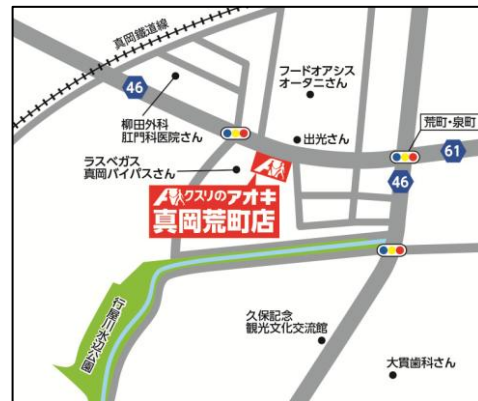 真岡鐵道線
46
柳田外科
肛門科医院さん
フードオアシス
オータニさん
出光さん
荒町・泉町
61
46
ラスベガス
真岡バイパスさん
クスリのアオキ
真岡荒町店
行屋川水辺公園
久保記念
観光文化交流館
大貫歯科さん